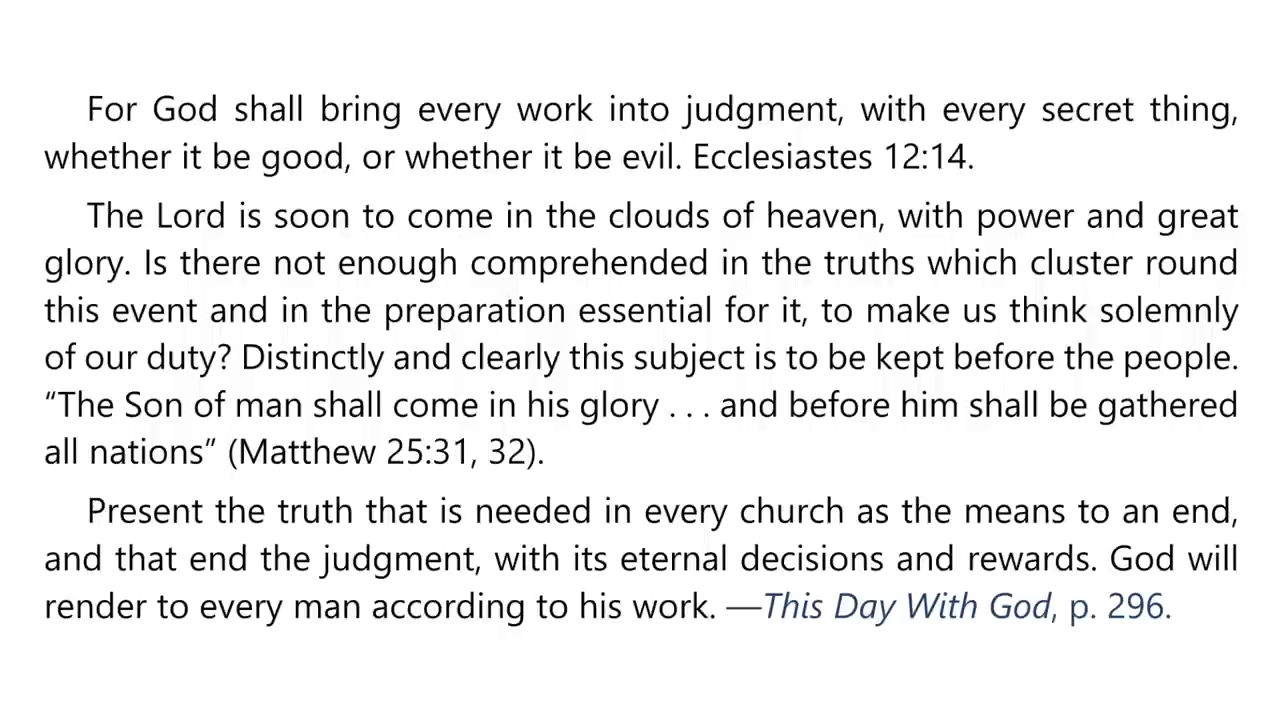 For God shall bring every work into judgment, with every secret thing,
whether it be good, or whether it be evil. Ecclesiastes 12:14.
The Lord is soon to come in the clouds of heaven, with power and great
glory. Is there not enough comprehended in the truths which cluster round
this event and in the preparation essential for it, to make us think solemnly
of our duty? Distinctly and clearly this subject is to be kept before the people.
“The Son of man shall come in his glory . . . and before him shall be gathered
all nations” (Matthew 25:31, 32).
Present the truth that is needed in every church as the means to an end,
and that end the judgment, with its eternal decisions and rewards. God will
render to every man according to his work. —This Day With God, p. 296.